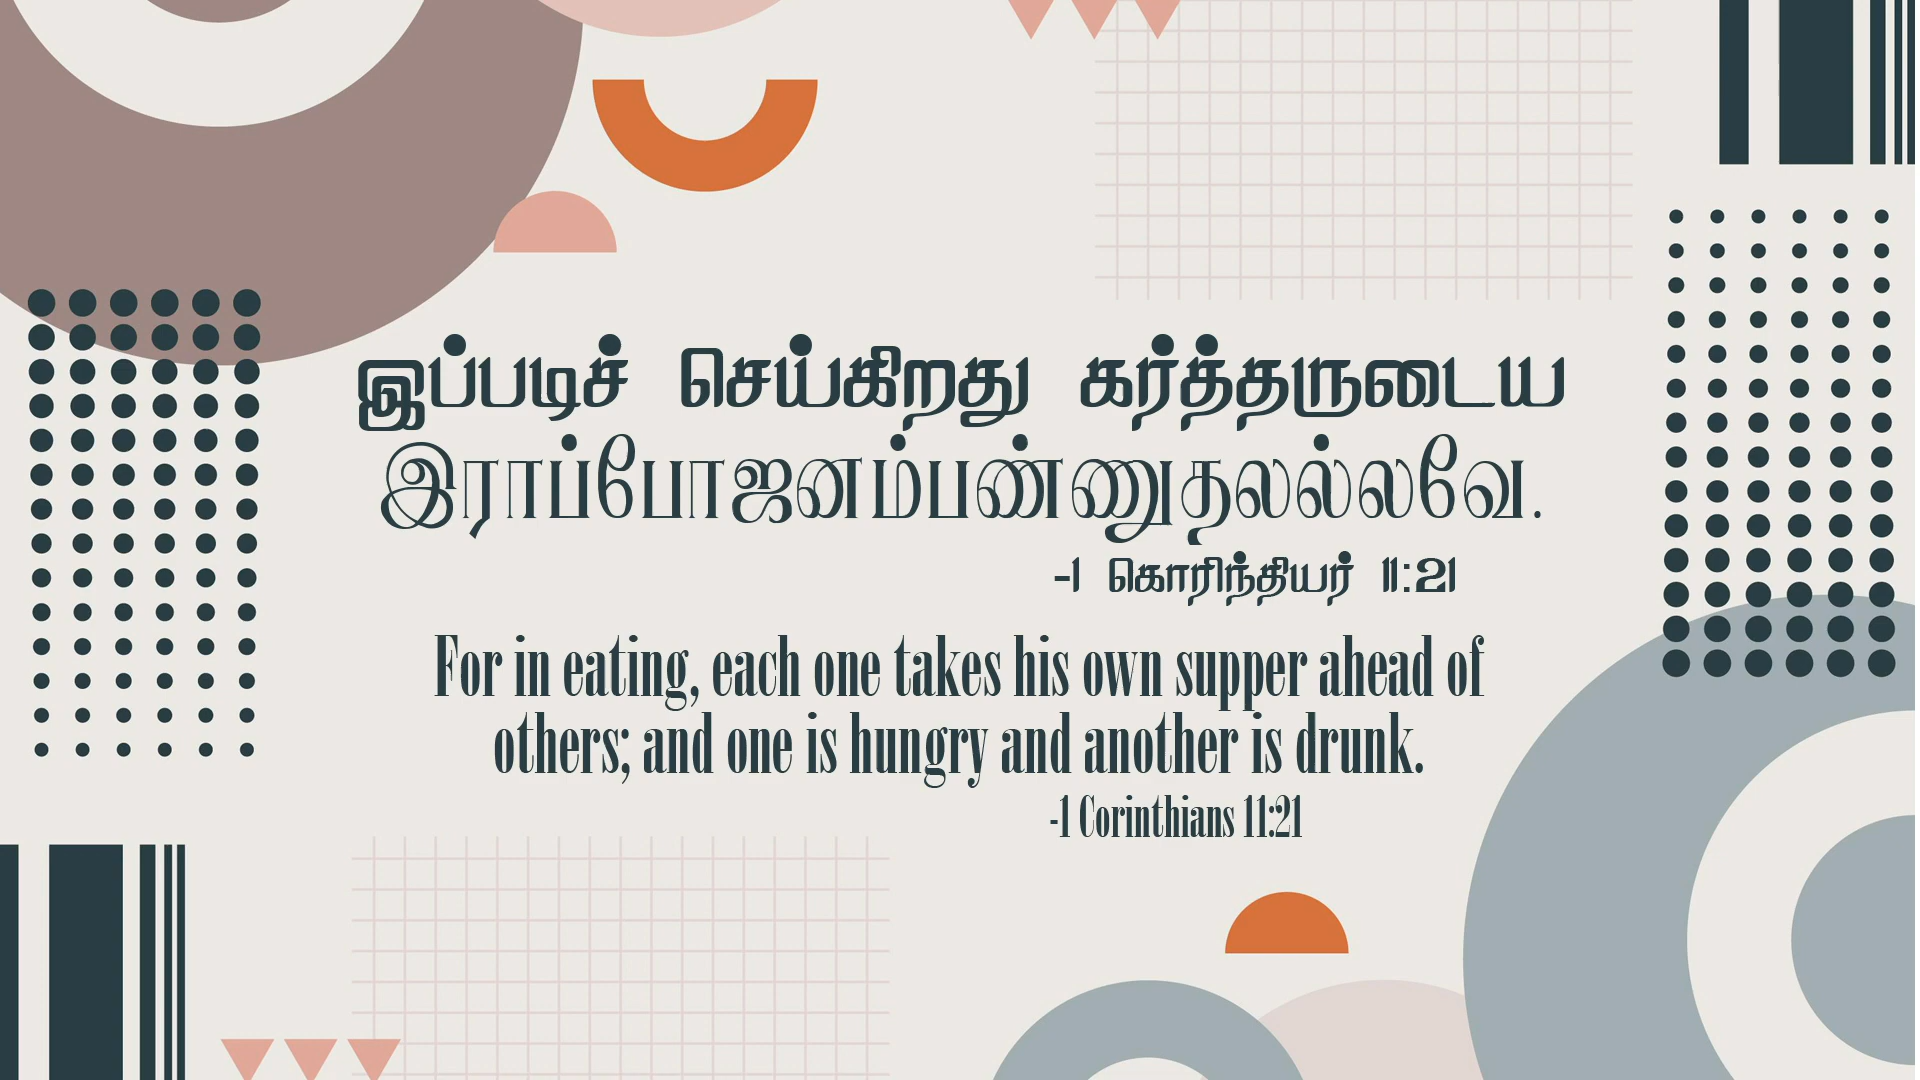 இப்படிச் செய்கிறது கர்த்தருடைய
இராப்போஜனம்பண்ணுதலல்லவே.
-1 கொரிந்தியர் 11:21
For in eating, each one takes his own supper ahead of
others; and one is hungry and another is drunk.
-1 Corinthians 11:21